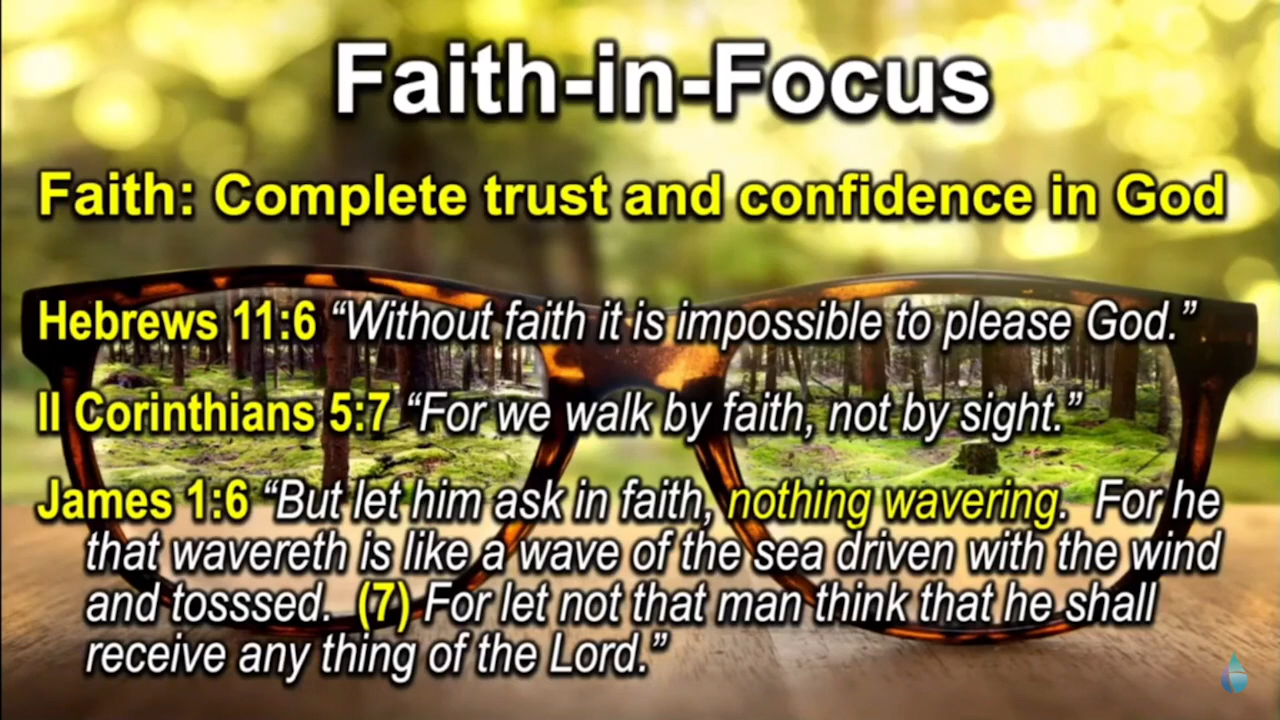 Faith-in-Focus
Faith: Complete trust and confidence in God
Hebrews 11:6 “Without faith it is impossible to please God.”
II Corinthians 5:7 “For we walk by faith, not by sight.”
James 1:6 “But let him ask in faith, nothing wavering.  For he
that wavereth is like a wave of the sea driven with the wind
and tosssed.  (7) For let not that man think that he shall
receive any thing of the Lord.”